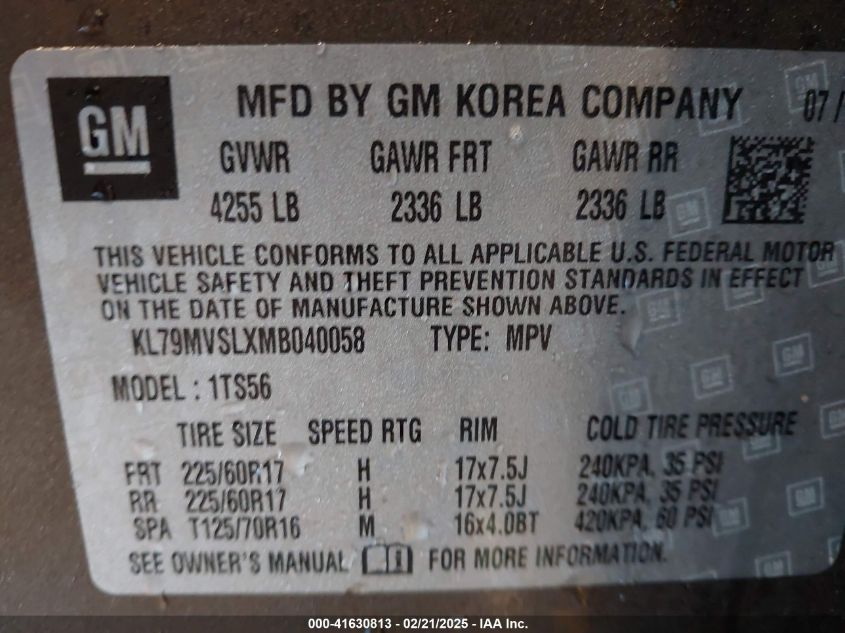 GM
MFD BY GM KOREA COMPANY 07/
GVWR GAWR FRT GAWR RR
4255 LB 2336 LB 2336 LB
THIS VEHICLE CONFORMS TO ALL APPLICABLE U.S. FEDERAL MOTOR
VEHICLE SAFETY AND THEFT PREVENTION STANDARDS IN EFFECT
ON THE DATE OF MANUFACTURE SHOWN ABOVE.
KL79MVSLXMB040058 TYPE: MPV
MODEL : 1TS56
TIRE SIZE SPEED RTG RIM COLD TIRE PRESSURE
FRT 225/60R17 H 17x7.5J 240KPA, 35 PSI
RR 225/60R17 H 17x7.5J 240KPA, 35 PSI
SPA T125/70R16 M 16x4.0BT 420KPA, 60 PSI
SEE OWNER'S MANUAL FOR MORE INFORMATION.
000-41630813 - 02/21/2025 - IAAI Inc.